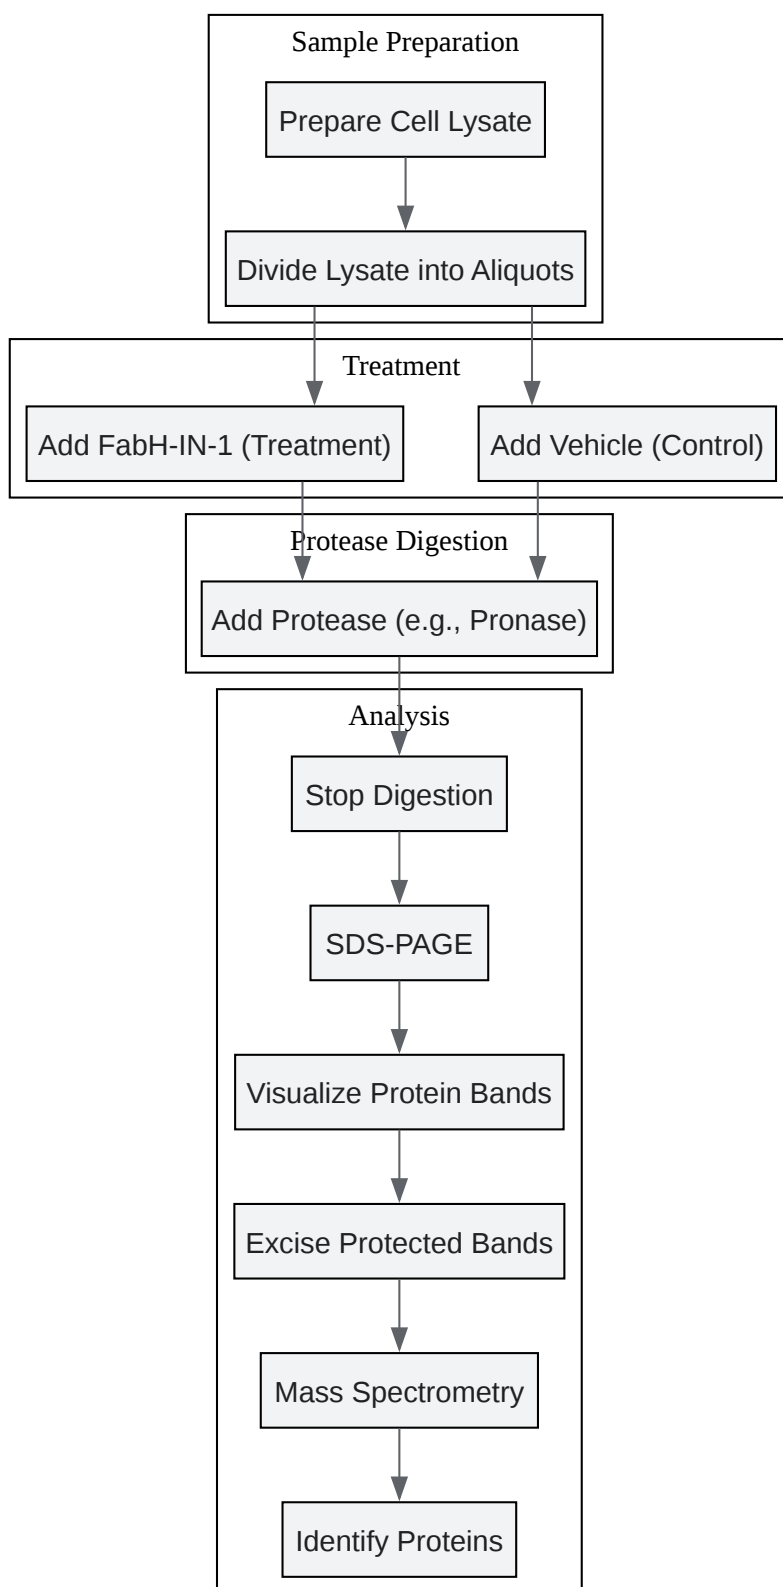 Sample Preparation
Prepare Cell Lysate
Divide Lysate into Aliquots
Treatment
Add FabH-IN-1 (Treatment)
Add Vehicle (Control)
Protease Digestion
Add Protease (e.g., Pronase)
Analysis
Stop Digestion
SDS-PAGE
Visualize Protein Bands
Excise Protected Bands
Mass Spectrometry
Identify Proteins